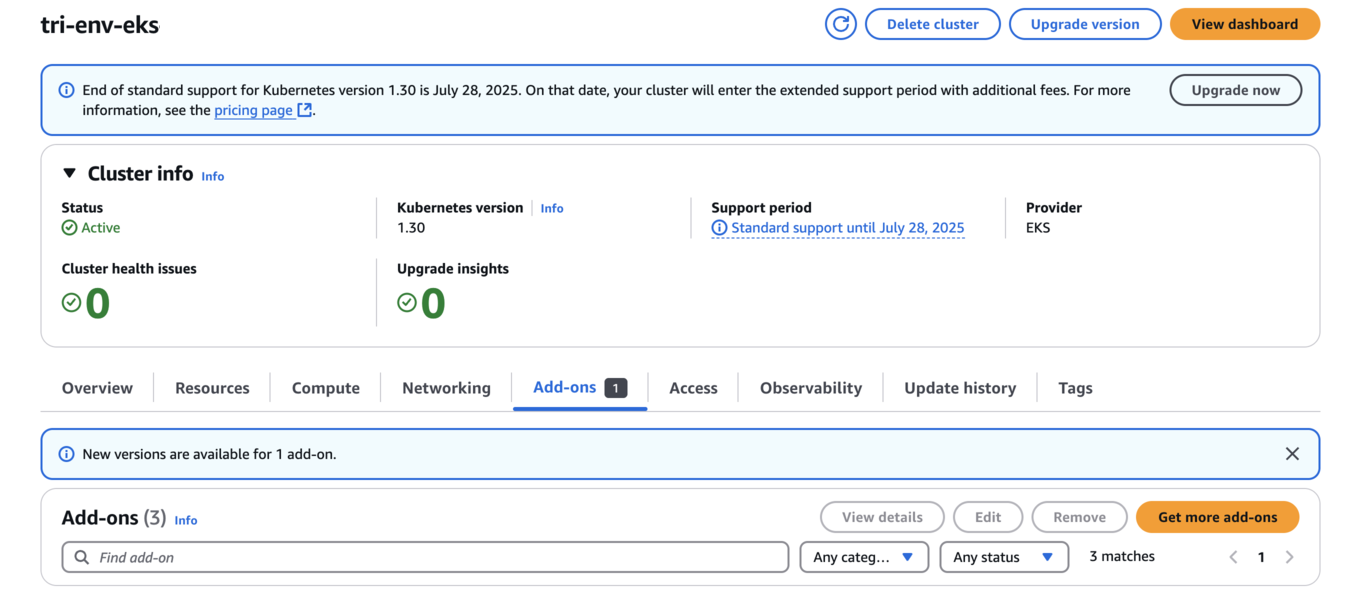 tri-env-eks
Delete cluster
Upgrade version
View dashboard
End of standard support for Kubernetes version 1.30 is July 28, 2025. On that date, your cluster will enter the extended support period with additional fees. For more
information, see the pricing page.
Upgrade now
Cluster info Info
Status
Active
Kubernetes version Info
1.30
Support period
Standard support until July 28, 2025
Provider
EKS
Cluster health issues
0
Upgrade insights
0
Overview
Resources
Compute
Networking
Add-ons 1
Access
Observability
Update history
Tags
New versions are available for 1 add-on.
Add-ons (3) Info
View details
Edit
Remove
Get more add-ons
Find add-on
Any categ...
Any status
3 matches
1